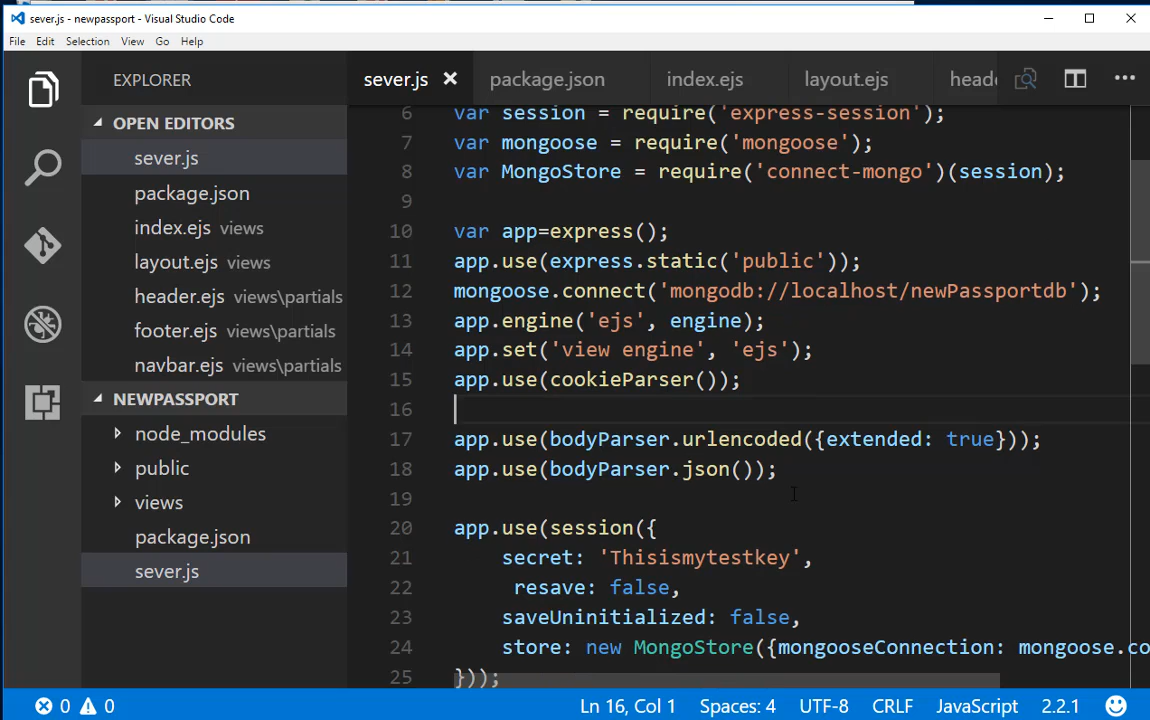 sever.js - newpassport - Visual Studio Code
File Edit Selection View Go Help
EXPLORER
OPEN EDITORS
sever.js
package.json
index.ejs views
layout.ejs views
header.ejs views\partials
footer.ejs views\partials
navbar.ejs views\partials
NEWPASSPORT
node_modules
public
views
package.json
sever.js
sever.js package.json index.ejs layout.ejs heade
6 var session = require('express-session');
7 var mongoose = require('mongoose');
8 var MongoStore = require('connect-mongo')(session);
9
10 var app=express();
11 app.use(express.static('public'));
12 mongoose.connect('mongodb://localhost/newPassportdb');
13 app.engine('ejs', engine);
14 app.set('view engine', 'ejs');
15 app.use(cookieParser());
16
17 app.use(bodyParser.urlencoded({extended: true}));
18 app.use(bodyParser.json());
19
20 app.use(session({
21 secret: 'Thisismytestkey',
22 resave: false,
23 saveUninitialized: false,
24 store: new MongoStore({mongooseConnection: mongoose.co
25 }));
0 0 Ln 16, Col 1 Spaces: 4 UTF-8 CRLF JavaScript 2.2.1